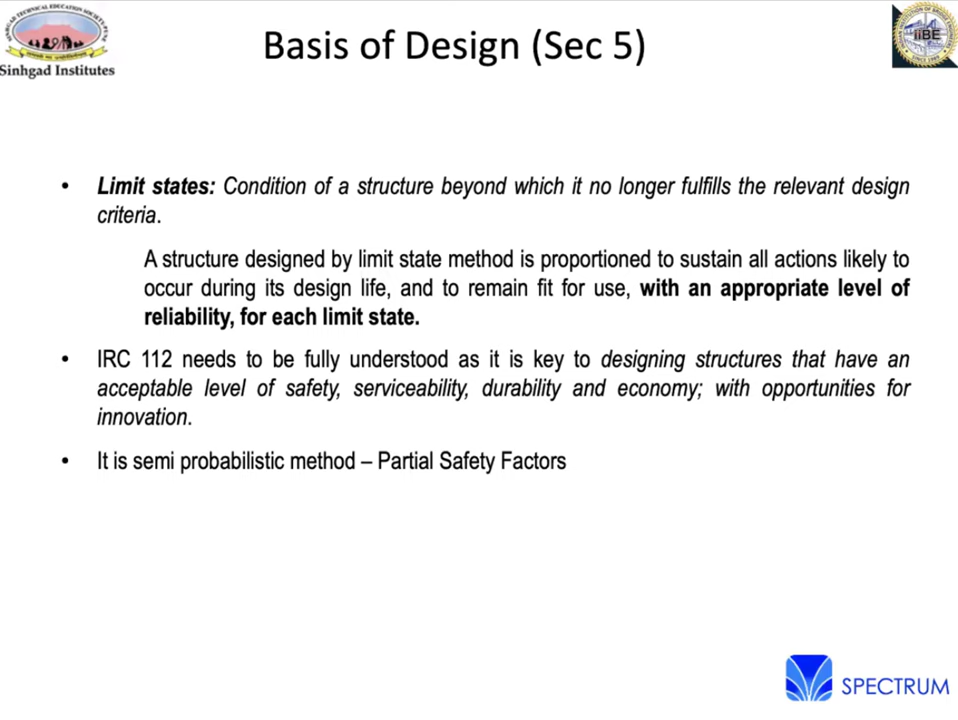 SINHGAD TECHNICAL EDUCATION SOCIETY, PUNE
Sinhgad Institutes
Basis of Design (Sec 5)
IIBE
• Limit states: Condition of a structure beyond which it no longer fulfills the relevant design
criteria.
A structure designed by limit state method is proportioned to sustain all actions likely to
occur during its design life, and to remain fit for use, with an appropriate level of
reliability, for each limit state.
• IRC 112 needs to be fully understood as it is key to designing structures that have an
acceptable level of safety, serviceability, durability and economy; with opportunities for
innovation.
• It is semi probabilistic method – Partial Safety Factors
SPECTRUM